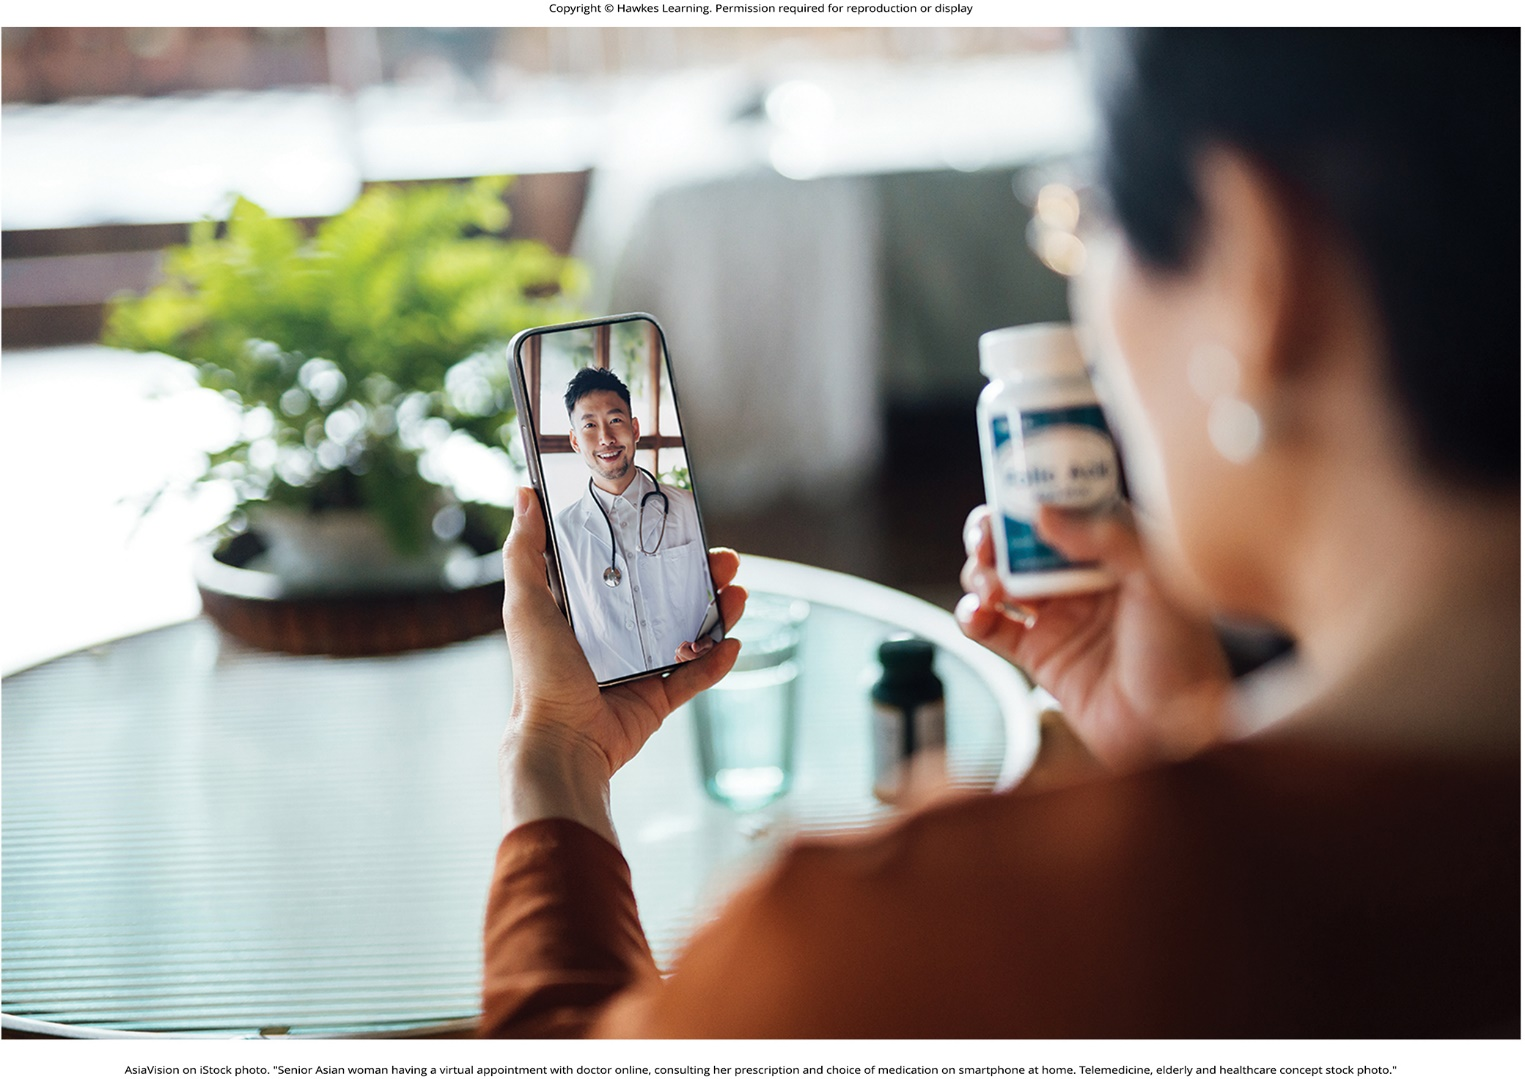 Copyright © Hawkes Learning. Permission required for reproduction or display
Folic Acid
AsiaVision on iStock photo. "Senior Asian woman having a virtual appointment with doctor online, consulting her prescription and choice of medication on smartphone at home. Telemedicine, elderly and healthcare concept stock photo."